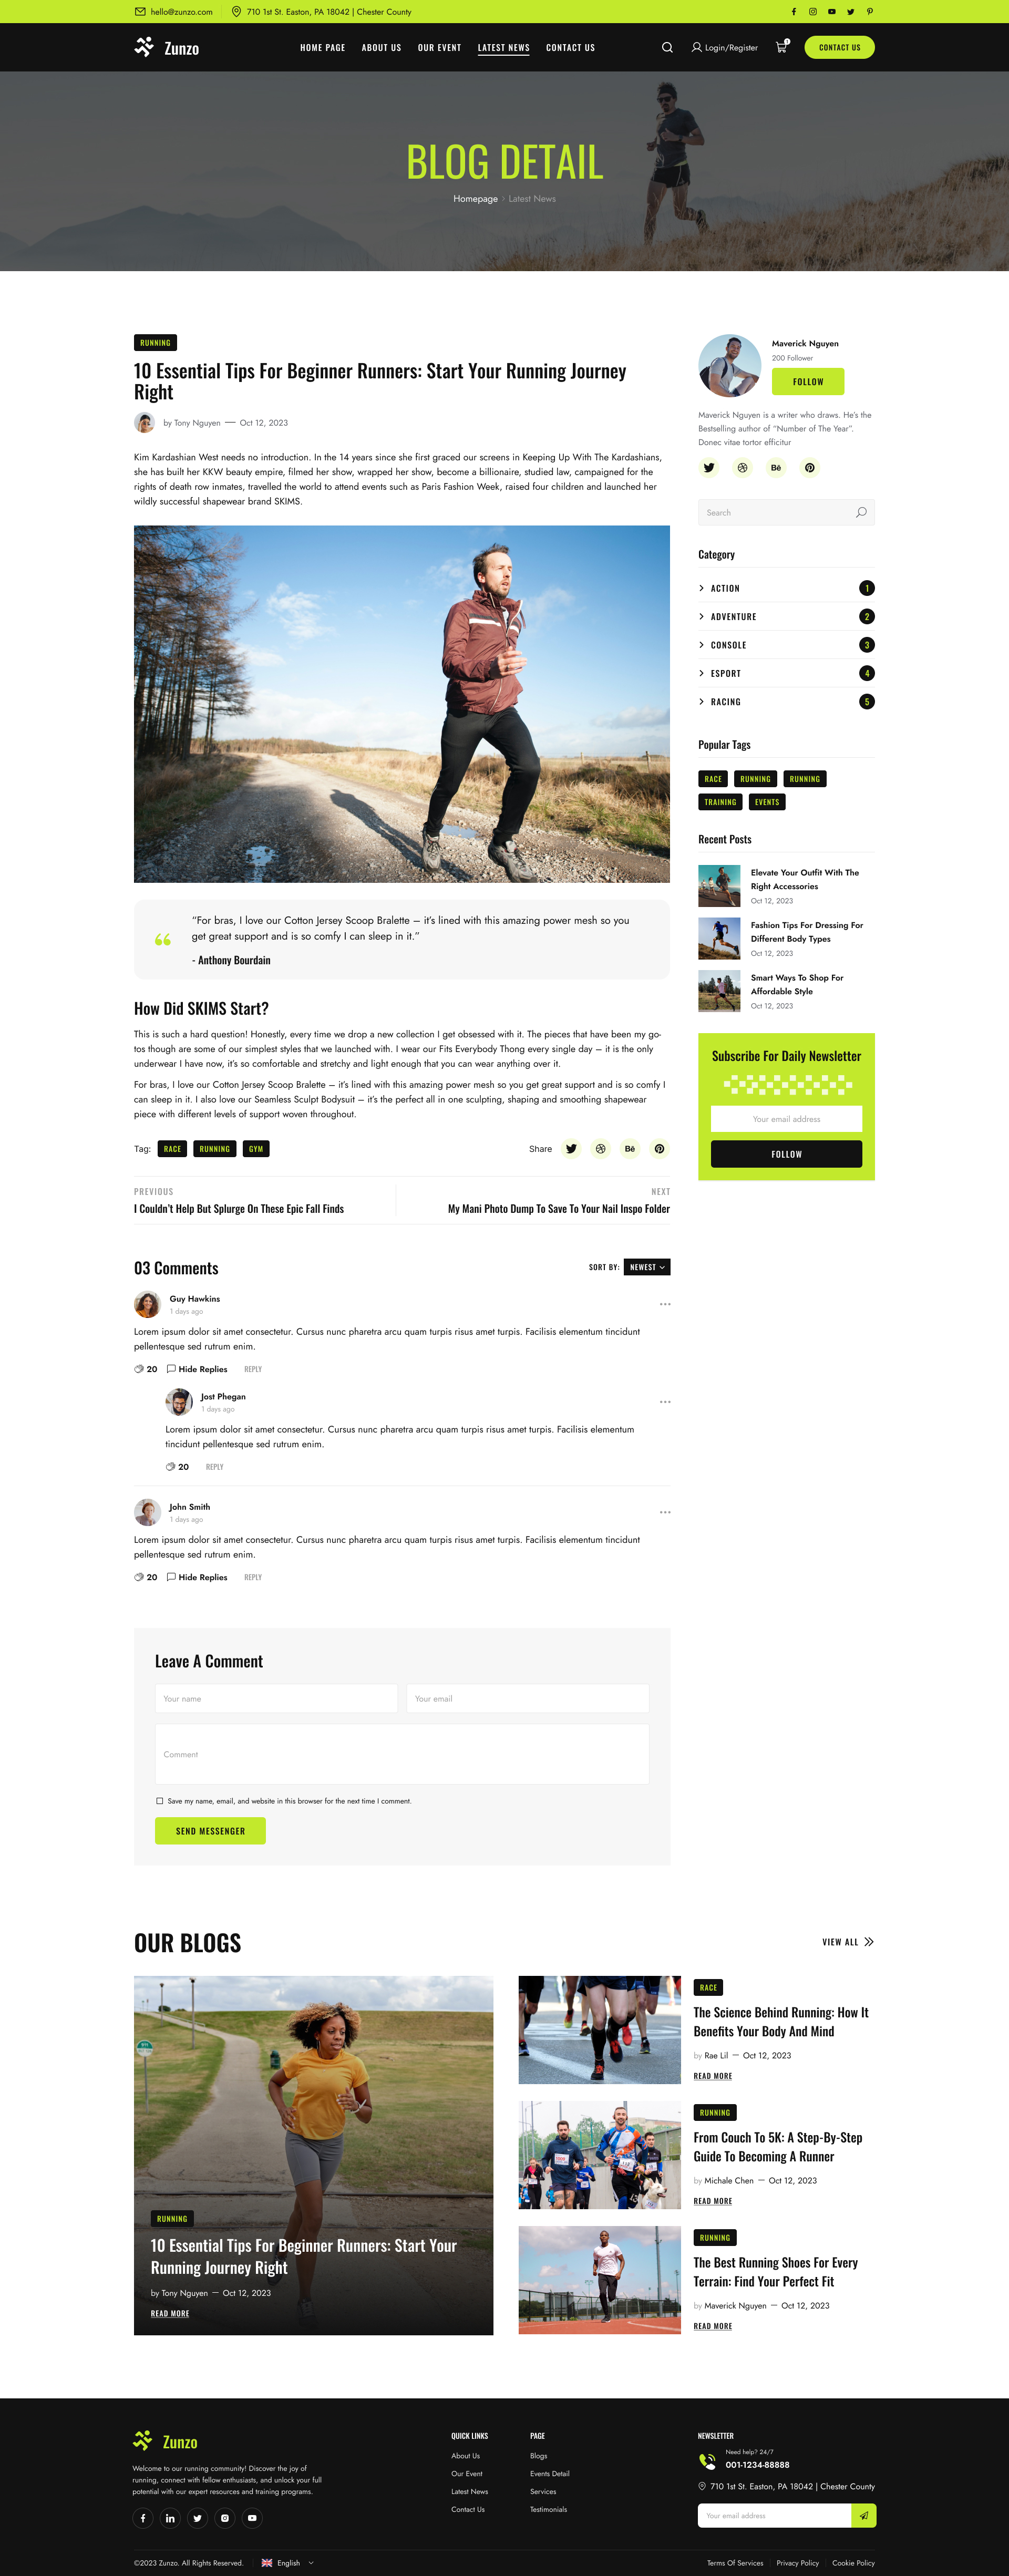 hello@zunzo.com
710 1st St. Easton, PA 18042 | Chester County
Zunzo
HOME PAGE
ABOUT US
OUR EVENT
LATEST NEWS
CONTACT US
Login/Register
1
CONTACT US
BLOG DETAIL
Homepage › Latest News
RUNNING
10 Essential Tips For Beginner Runners: Start Your Running Journey
Right
by Tony Nguyen — Oct 12, 2023
Kim Kardashian West needs no introduction. In the 14 years since she first graced our screens in Keeping Up With The Kardashians,
she has built her KKW beauty empire, filmed her show, wrapped her show, become a billionaire, studied law, campaigned for the
rights of death row inmates, travelled the world to attend events such as Paris Fashion Week, raised four children and launched her
wildly successful shapewear brand SKIMS.
“For bras, I love our Cotton Jersey Scoop Bralette – it’s lined with this amazing power mesh so you
get great support and is so comfy I can sleep in it.”
- Anthony Bourdain
How Did SKIMS Start?
This is such a hard question! Honestly, every time we drop a new collection I get obsessed with it. The pieces that have been my go-
tos though are some of our simplest styles that we launched with. I wear our Fits Everybody Thong every single day – it is the only
underwear I have now, it’s so comfortable and stretchy and light enough that you can wear anything over it.
For bras, I love our Cotton Jersey Scoop Bralette – it’s lined with this amazing power mesh so you get great support and is so comfy I
can sleep in it. I also love our Seamless Sculpt Bodysuit – it’s the perfect all in one sculpting, shaping and smoothing shapewear
piece with different levels of support woven throughout.
Tag:
RACE
RUNNING
GYM
Share
Bē
PREVIOUS
I Couldn’t Help But Splurge On These Epic Fall Finds
NEXT
My Mani Photo Dump To Save To Your Nail Inspo Folder
03 Comments
SORT BY:
NEWEST
Guy Hawkins
1 days ago
Lorem ipsum dolor sit amet consectetur. Cursus nunc pharetra arcu quam turpis risus amet turpis. Facilisis elementum tincidunt
pellentesque sed rutrum enim.
20
Hide Replies
REPLY
Jost Phegan
1 days ago
Lorem ipsum dolor sit amet consectetur. Cursus nunc pharetra arcu quam turpis risus amet turpis. Facilisis elementum
tincidunt pellentesque sed rutrum enim.
20
REPLY
John Smith
1 days ago
Lorem ipsum dolor sit amet consectetur. Cursus nunc pharetra arcu quam turpis risus amet turpis. Facilisis elementum tincidunt
pellentesque sed rutrum enim.
20
Hide Replies
REPLY
Leave A Comment
Your name
Your email
Comment
Save my name, email, and website in this browser for the next time I comment.
SEND MESSENGER
Maverick Nguyen
200 Follower
FOLLOW
Maverick Nguyen is a writer who draws. He’s the
Bestselling author of “Number of The Year”.
Donec vitae tortor efficitur
Bē
Search
Category
ACTION 1
ADVENTURE 2
CONSOLE 3
ESPORT 4
RACING 5
Popular Tags
RACE
RUNNING
RUNNING
TRAINING
EVENTS
Recent Posts
Elevate Your Outfit With The
Right Accessories
Oct 12, 2023
Fashion Tips For Dressing For
Different Body Types
Oct 12, 2023
Smart Ways To Shop For
Affordable Style
Oct 12, 2023
Subscribe For Daily Newsletter
Your email address
FOLLOW
OUR BLOGS
VIEW ALL
RUNNING
10 Essential Tips For Beginner Runners: Start Your
Running Journey Right
by Tony Nguyen — Oct 12, 2023
READ MORE
RACE
The Science Behind Running: How It
Benefits Your Body And Mind
by Rae Lil — Oct 12, 2023
READ MORE
RUNNING
From Couch To 5K: A Step-By-Step
Guide To Becoming A Runner
by Michale Chen — Oct 12, 2023
READ MORE
RUNNING
The Best Running Shoes For Every
Terrain: Find Your Perfect Fit
by Maverick Nguyen — Oct 12, 2023
READ MORE
Zunzo
Welcome to our running community! Discover the joy of
running, connect with fellow enthusiasts, and unlock your full
potential with our expert resources and training programs.
QUICK LINKS
About Us
Our Event
Latest News
Contact Us
PAGE
Blogs
Events Detail
Services
Testimonials
NEWSLETTER
Need help? 24/7
001-1234-88888
710 1st St. Easton, PA 18042 | Chester County
Your email address
©2023 Zunzo. All Rights Reserved.
English
Terms Of Services
Privacy Policy
Cookie Policy